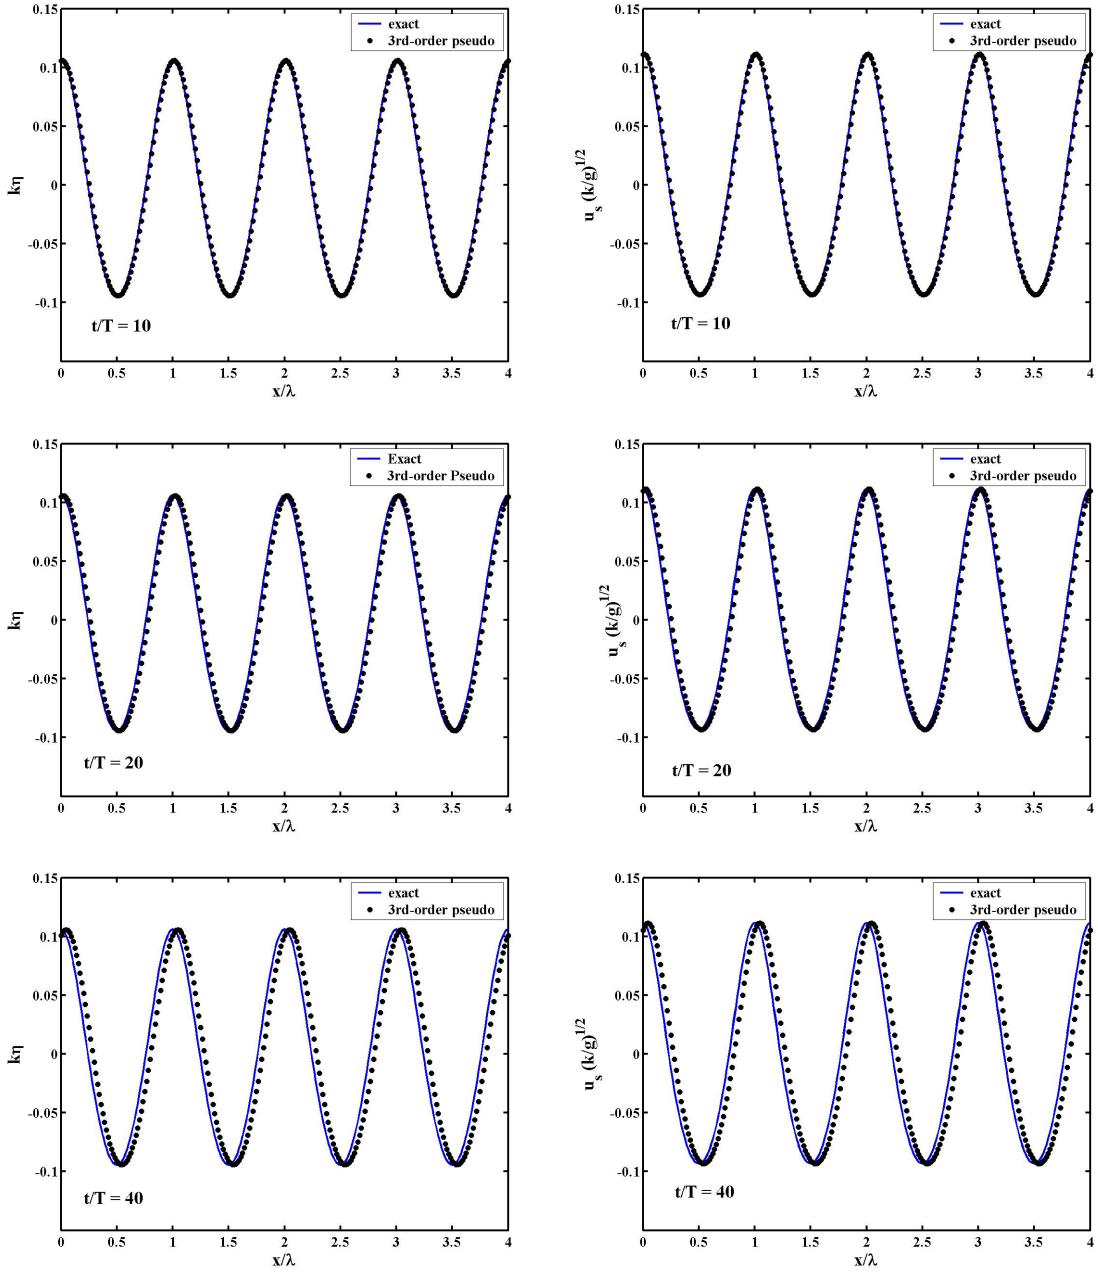 0.15
0.1
0.05
0
-0.05
-0.1
kη
exact
3rd-order pseudo
t/T = 10
0 0.5 1 1.5 2 2.5 3 3.5 4
x/λ
0.15
0.1
0.05
0
-0.05
-0.1
u_s (k/g)^1/2
exact
3rd-order pseudo
t/T = 10
0 0.5 1 1.5 2 2.5 3 3.5 4
x/λ
0.15
0.1
0.05
0
-0.05
-0.1
kη
Exact
3rd-order Pseudo
t/T = 20
0 0.5 1 1.5 2 2.5 3 3.5 4
x/λ
0.15
0.1
0.05
0
-0.05
-0.1
u_s (k/g)^1/2
exact
3rd-order pseudo
t/T = 20
0 0.5 1 1.5 2 2.5 3 3.5 4
x/λ
0.15
0.1
0.05
0
-0.05
-0.1
kη
exact
3rd-order pseudo
t/T = 40
0 0.5 1 1.5 2 2.5 3 3.5 4
x/λ
0.15
0.1
0.05
0
-0.05
-0.1
u_s (k/g)^1/2
exact
3rd-order pseudo
t/T = 40
0 0.5 1 1.5 2 2.5 3 3.5 4
x/λ